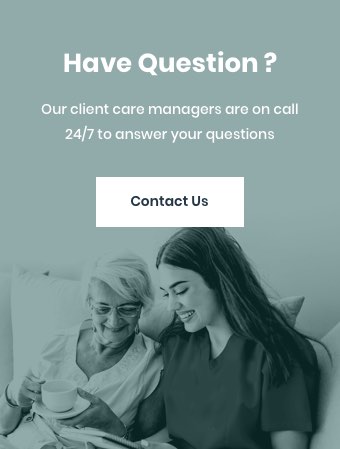 Have Question ?
Our client care managers are on call
24/7 to answer your questions
Contact Us